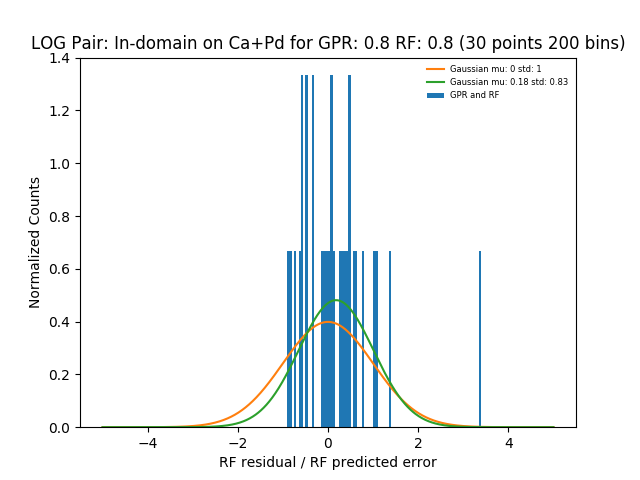 LOG Pair: In-domain on Ca+Pd for GPR: 0.8 RF: 0.8 (30 points 200 bins)
Gaussian mu: 0 std: 1
Gaussian mu: 0.18 std: 0.83
GPR and RF
Normalized Counts
1.4
1.2
1.0
0.8
0.6
0.4
0.2
0.0
−4 −2 0 2 4
RF residual / RF predicted error